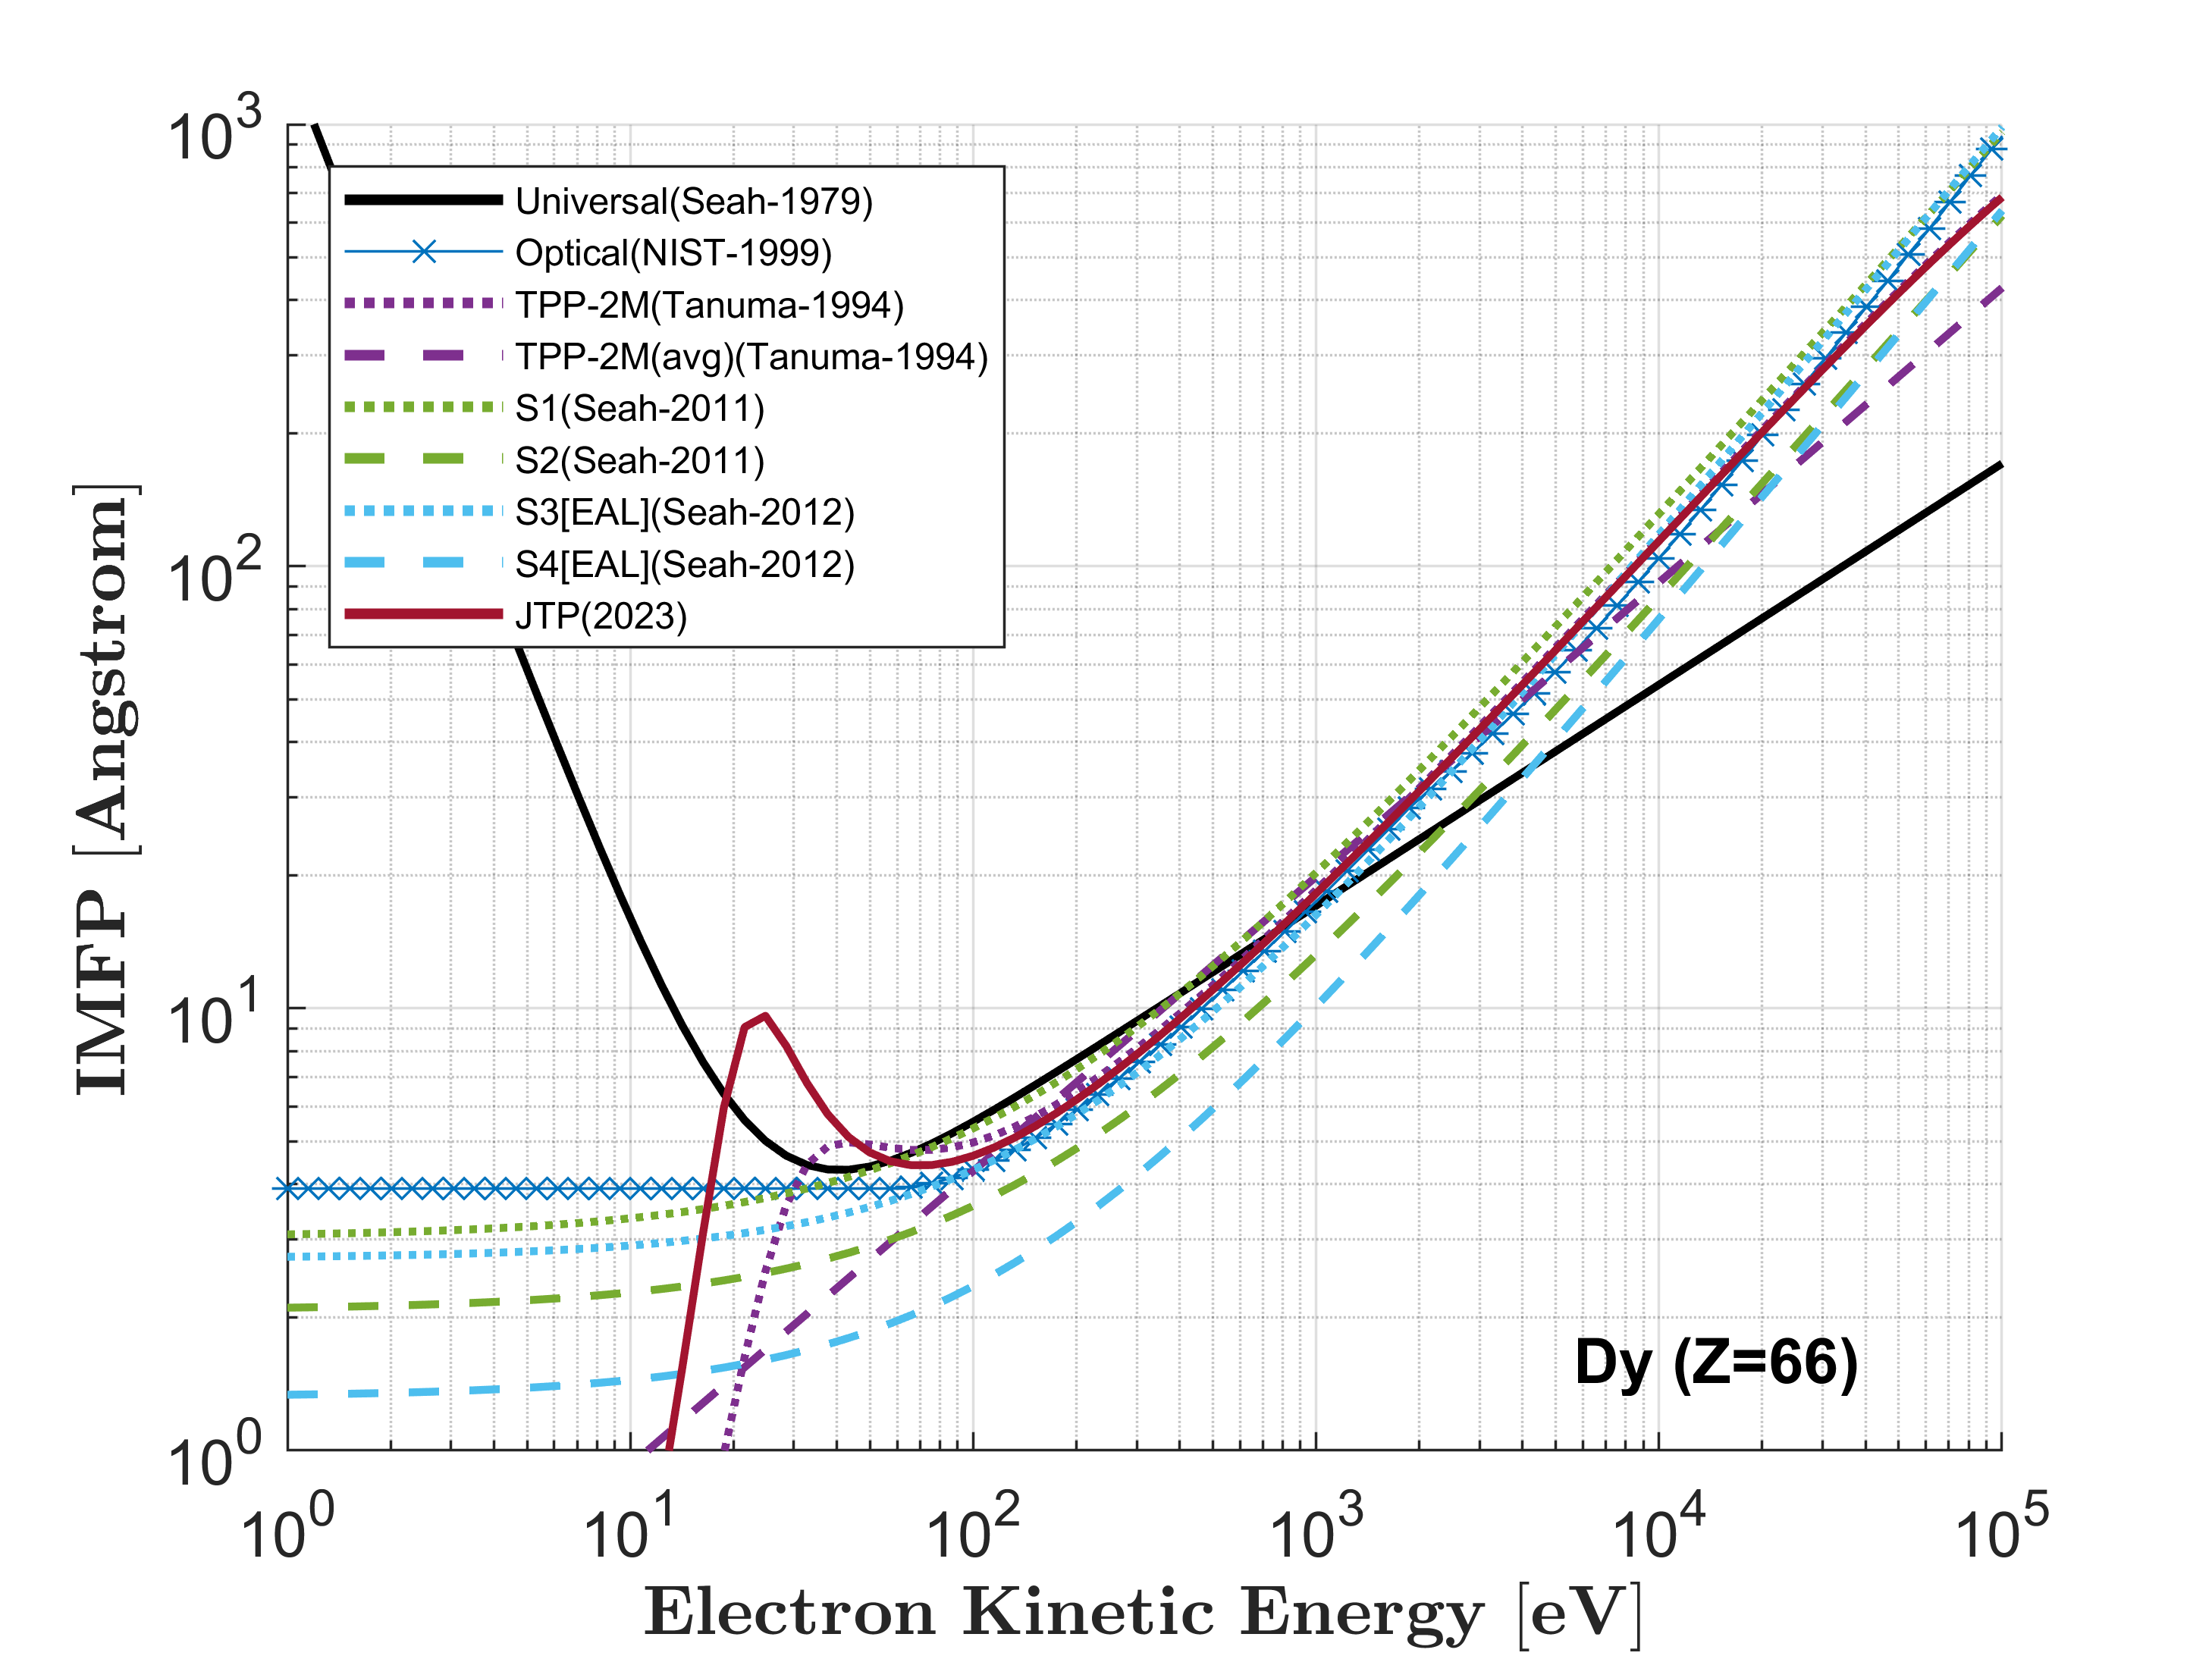 10^3
10^2
10^1
10^0
IMFP [Angstrom]
Universal(Seah-1979)
Optical(NIST-1999)
TPP-2M(Tanuma-1994)
TPP-2M(avg)(Tanuma-1994)
S1(Seah-2011)
S2(Seah-2011)
S3[EAL](Seah-2012)
S4[EAL](Seah-2012)
JTP(2023)
Dy (Z=66)
10^0 10^1 10^2 10^3 10^4 10^5
Electron Kinetic Energy [eV]